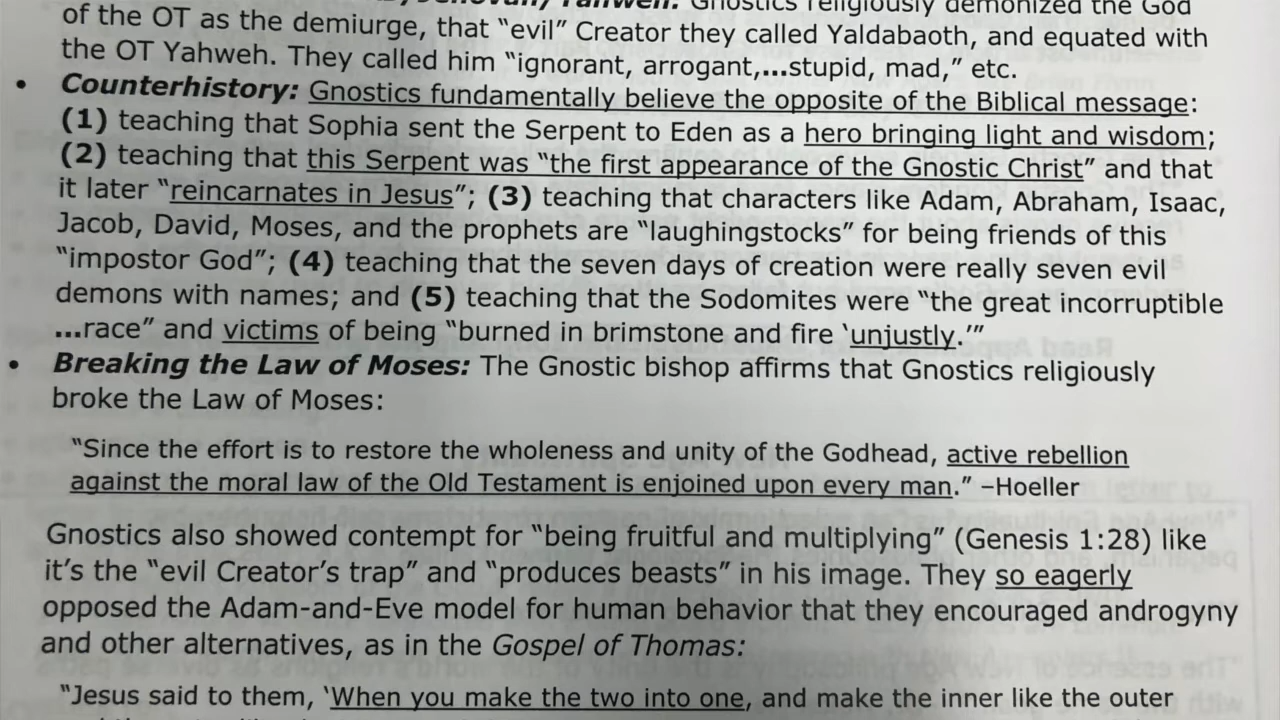 Gnostics religiously demonized the God
of the OT as the demiurge, that “evil” Creator they called Yaldabaoth, and equated with
the OT Yahweh. They called him “ignorant, arrogant,...stupid, mad,” etc.
• Counterhistory: Gnostics fundamentally believe the opposite of the Biblical message:
(1) teaching that Sophia sent the Serpent to Eden as a hero bringing light and wisdom;
(2) teaching that this Serpent was “the first appearance of the Gnostic Christ” and that
it later “reincarnates in Jesus”; (3) teaching that characters like Adam, Abraham, Isaac,
Jacob, David, Moses, and the prophets are “laughingstocks” for being friends of this
“impostor God”; (4) teaching that the seven days of creation were really seven evil
demons with names; and (5) teaching that the Sodomites were “the great incorruptible
...race” and victims of being “burned in brimstone and fire ‘unjustly.’”
• Breaking the Law of Moses: The Gnostic bishop affirms that Gnostics religiously
broke the Law of Moses:
“Since the effort is to restore the wholeness and unity of the Godhead, active rebellion
against the moral law of the Old Testament is enjoined upon every man.” –Hoeller
Gnostics also showed contempt for “being fruitful and multiplying” (Genesis 1:28) like
it’s the “evil Creator’s trap” and “produces beasts” in his image. They so eagerly
opposed the Adam-and-Eve model for human behavior that they encouraged androgyny
and other alternatives, as in the Gospel of Thomas:
“Jesus said to them, ‘When you make the two into one, and make the inner like the outer